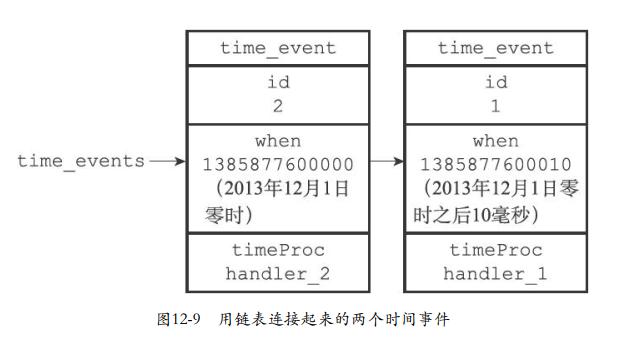 time_events
time_event
id
2
when
1385877600000
（2013年12月1日
零时）
timeProc
handler_2
time_event
id
1
when
1385877600010
（2013年12月1日零
时之后10毫秒）
timeProc
handler_1
图12-9 用链表连接起来的两个时间事件